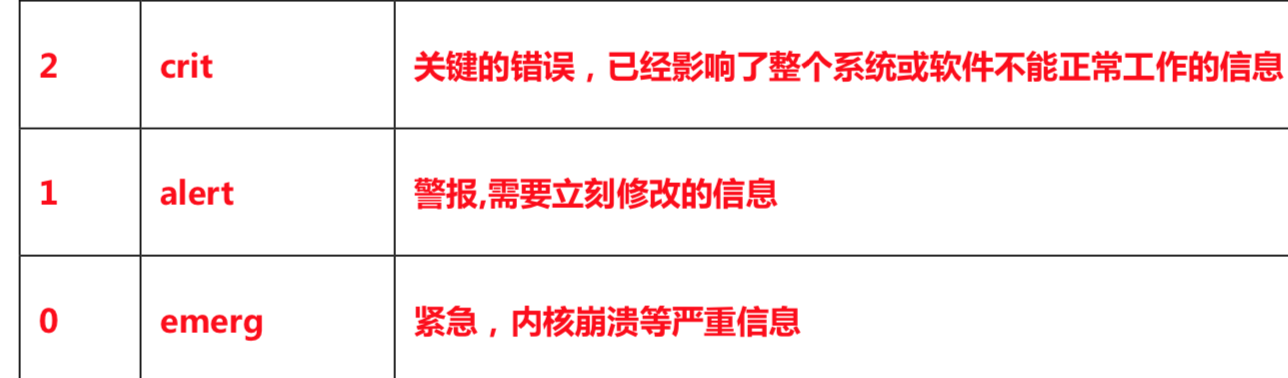 2 crit 关键的错误，已经影响了整个系统或软件不能正常工作的信息
1 alert 警报,需要立刻修改的信息
0 emerg 紧急，内核崩溃等严重信息